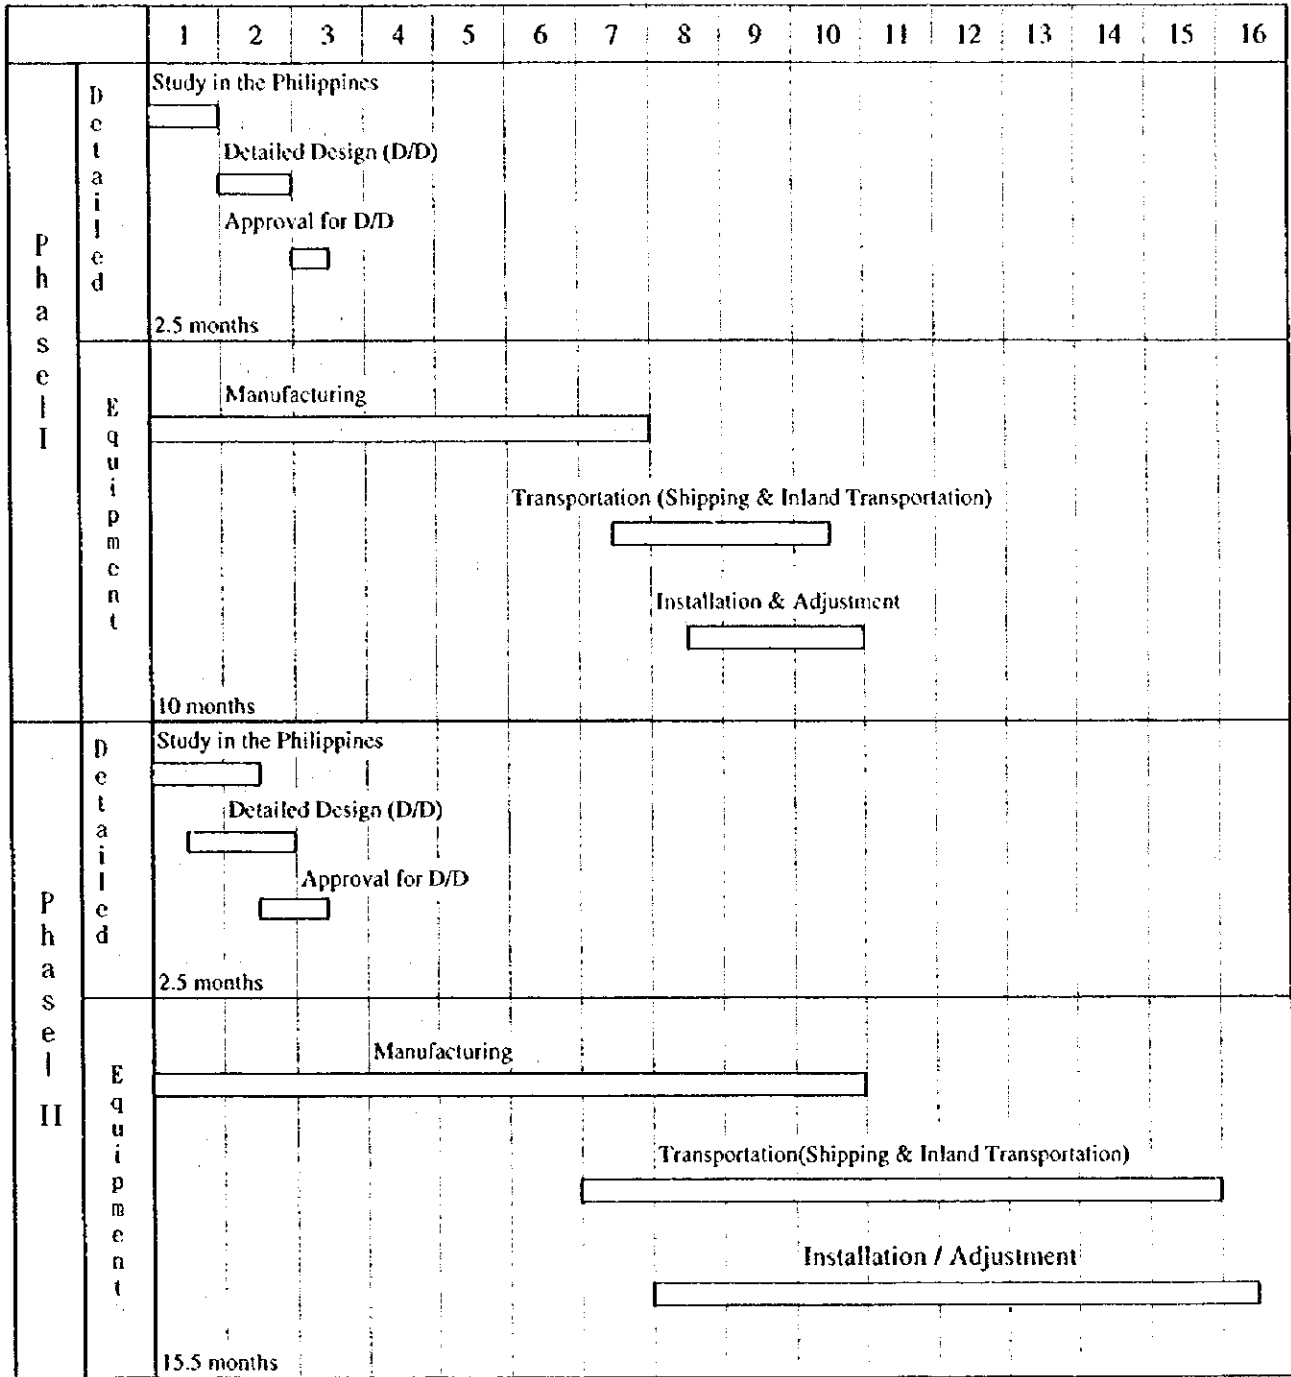 1 2 3 4 5 6 7 8 9 10 11 12 13 14 15 16
Phase I
Detailed
Study in the Philippines
Detailed Design (D/D)
Approval for D/D
2.5 months
Equipment
Manufacturing
Transportation (Shipping & Inland Transportation)
Installation & Adjustment
10 months
Phase II
Detailed
Study in the Philippines
Detailed Design (D/D)
Approval for D/D
2.5 months
Equipment
Manufacturing
Transportation(Shipping & Inland Transportation)
Installation / Adjustment
15.5 months